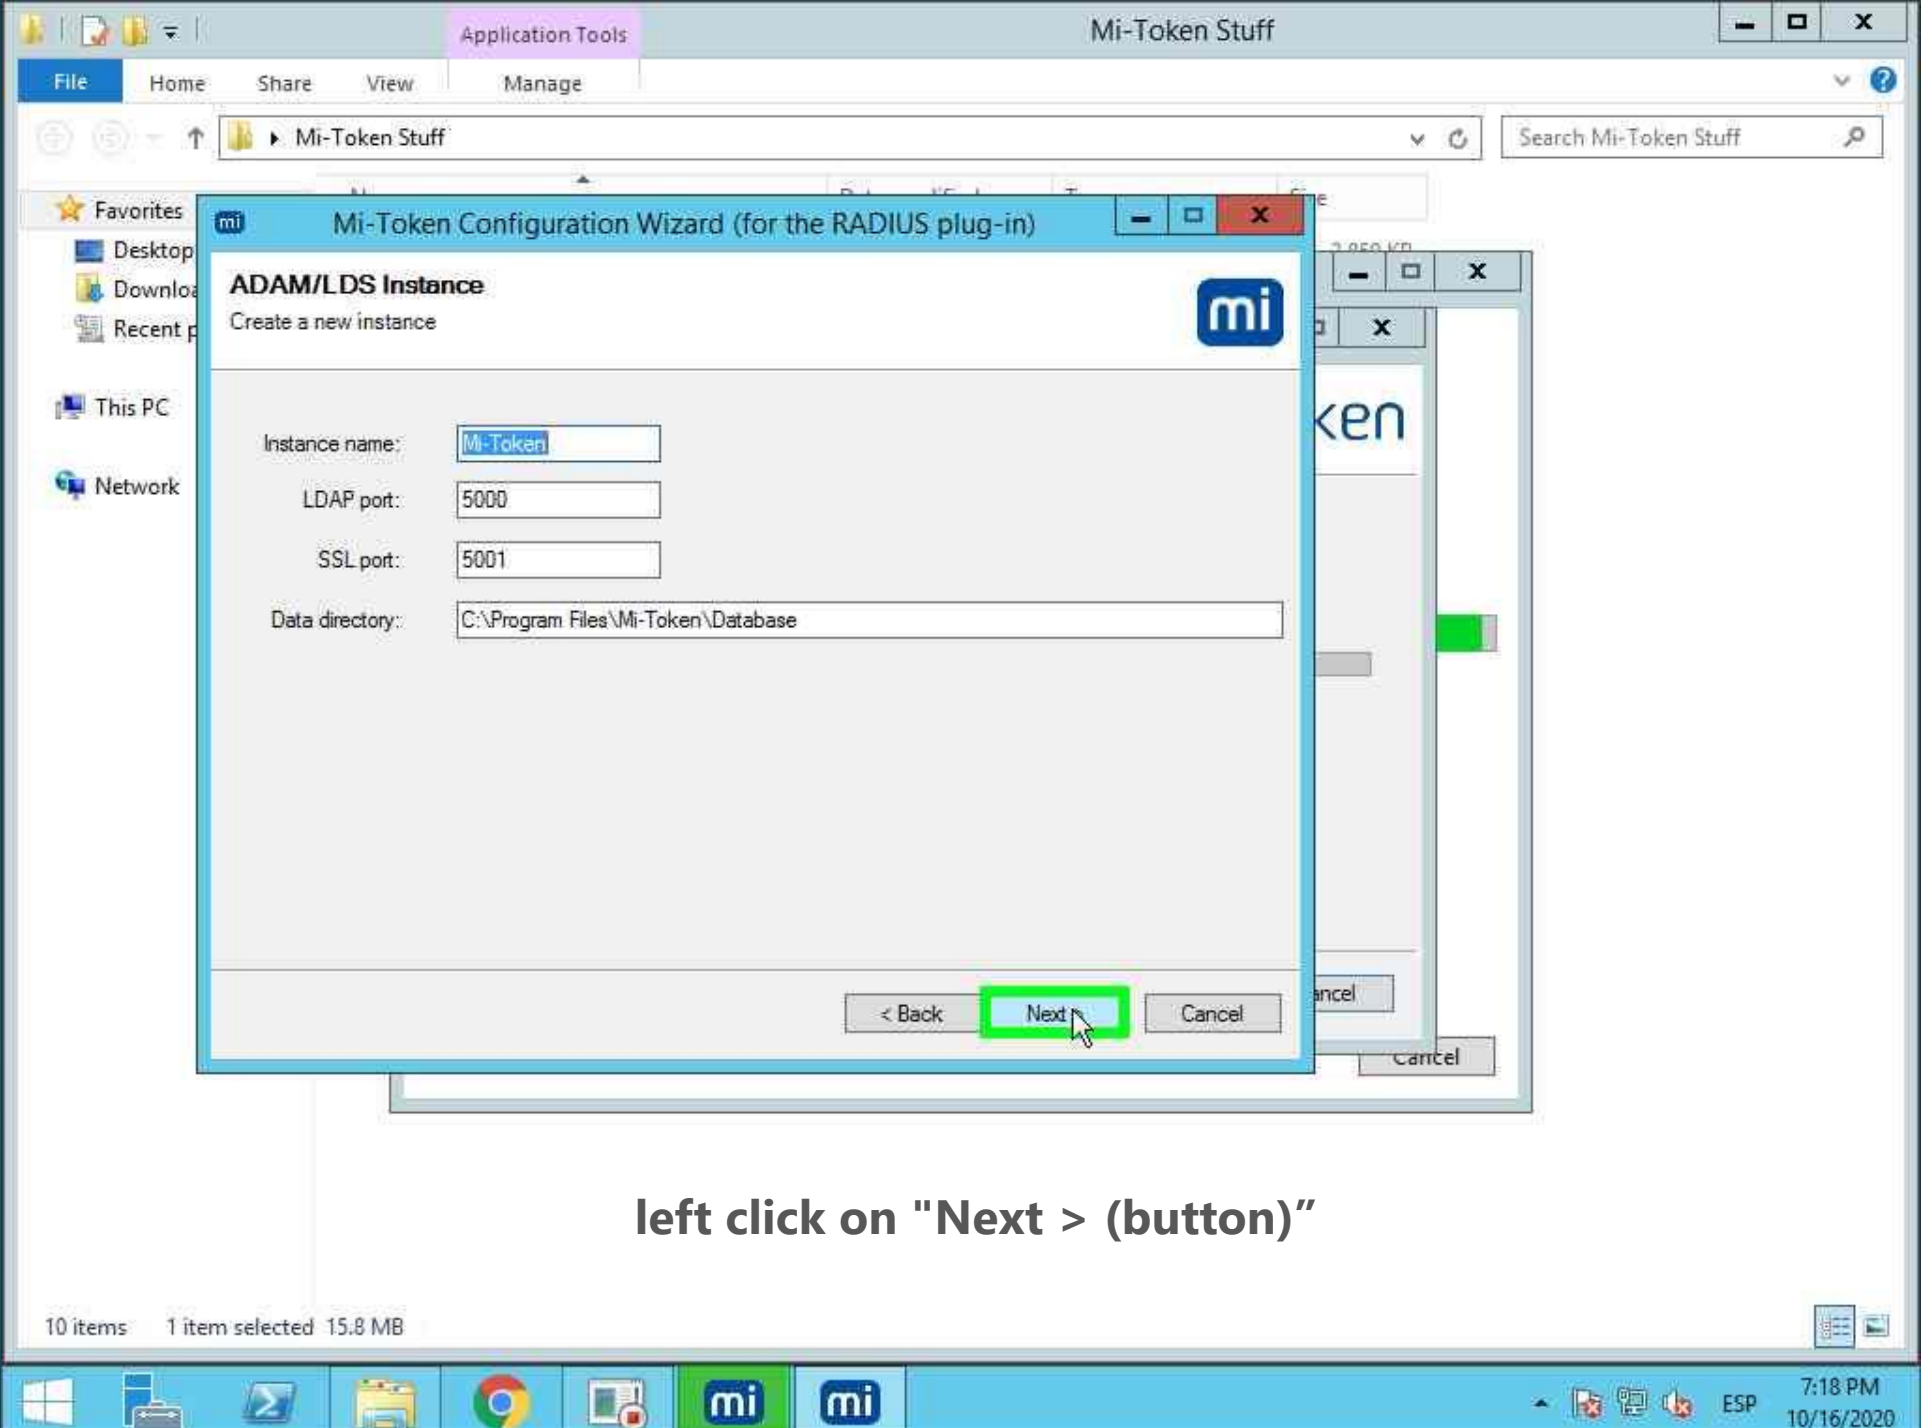 Application Tools
Mi-Token Stuff
File
Home
Share
View
Manage
Mi-Token Stuff
Search Mi-Token Stuff
Favorites
Desktop
Recent
This PC
Network
Mi-Token Configuration Wizard (for the RADIUS plug-in)
ADAM/LDS Instance
Create a new instance
mi
Instance name:
Mi-Token
LDAP port:
5000
SSL port:
5001
Data directory:
C:\Program Files\Mi-Token\Database
< Back
Next >
Cancel
ken
ancel
Cancel
left click on "Next > (button)”
10 items
1 item selected 15.8 MB
mi
mi
ESP
7:18 PM
10/16/2020